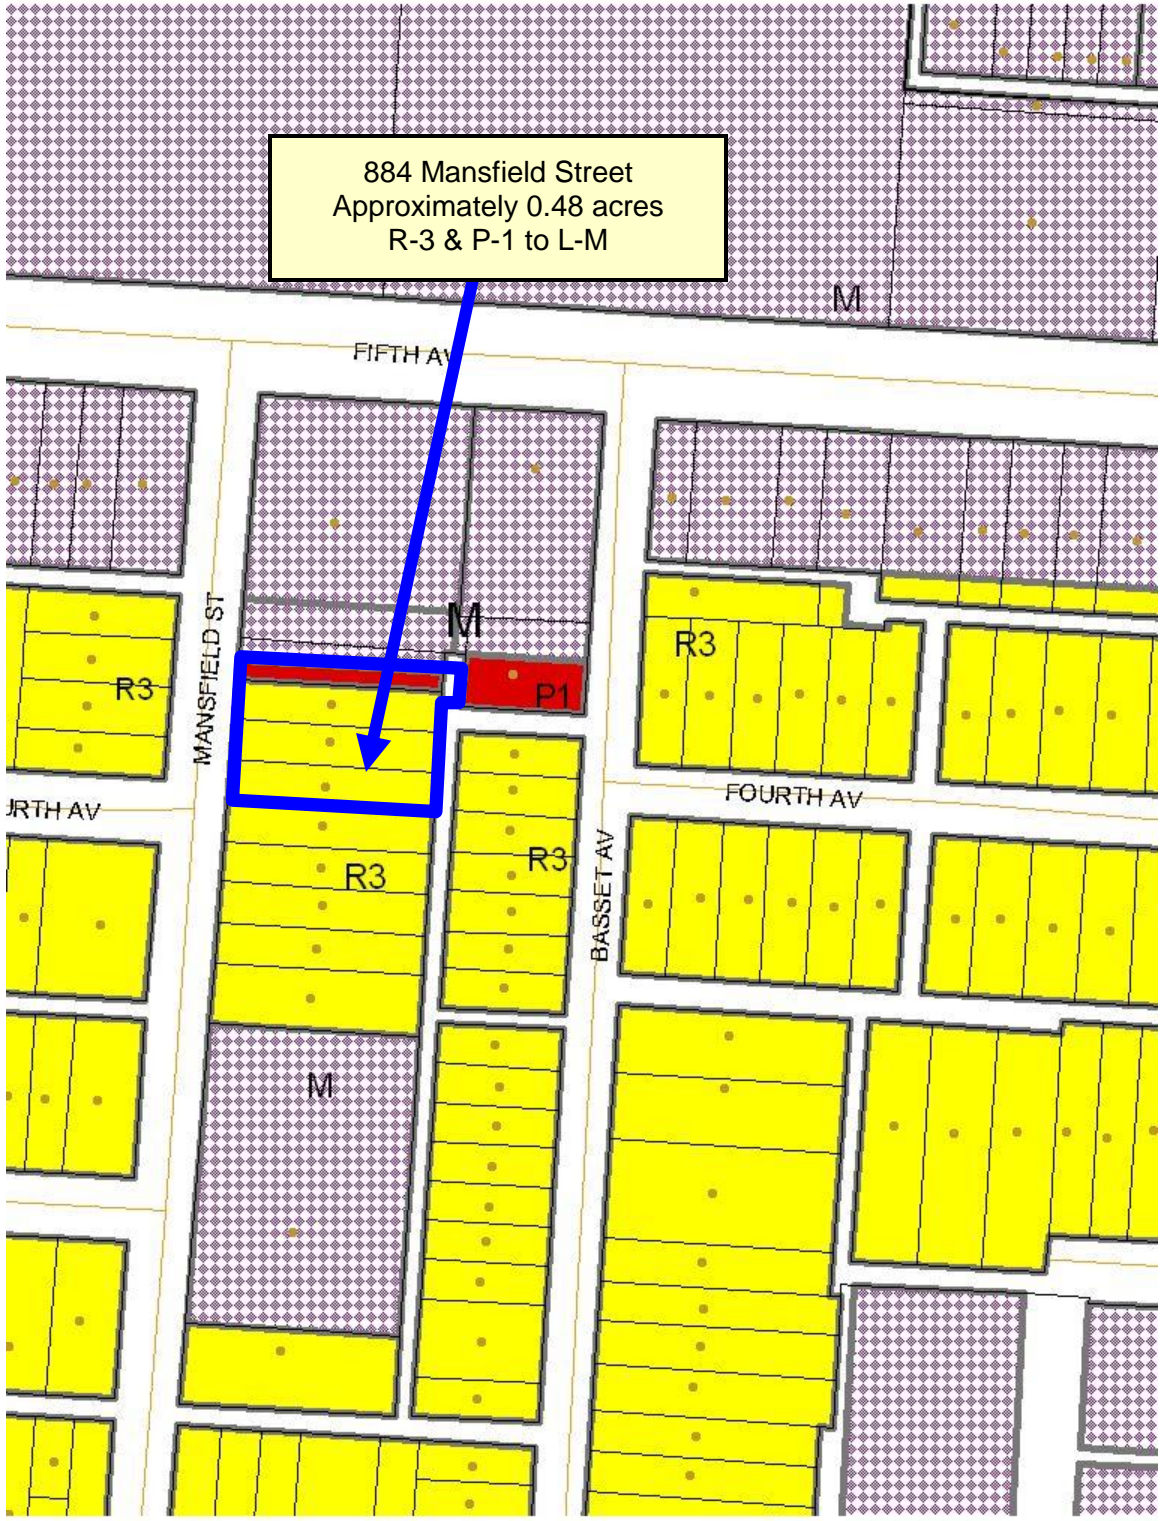 884 Mansfield Street
Approximately 0.48 acres
R-3 & P-1 to L-M
M
FIFTH AV
MANSFIELD ST
M
R3
R3
P1
URTH AV
FOURTH AV
R3
R3
BASSET AV
M